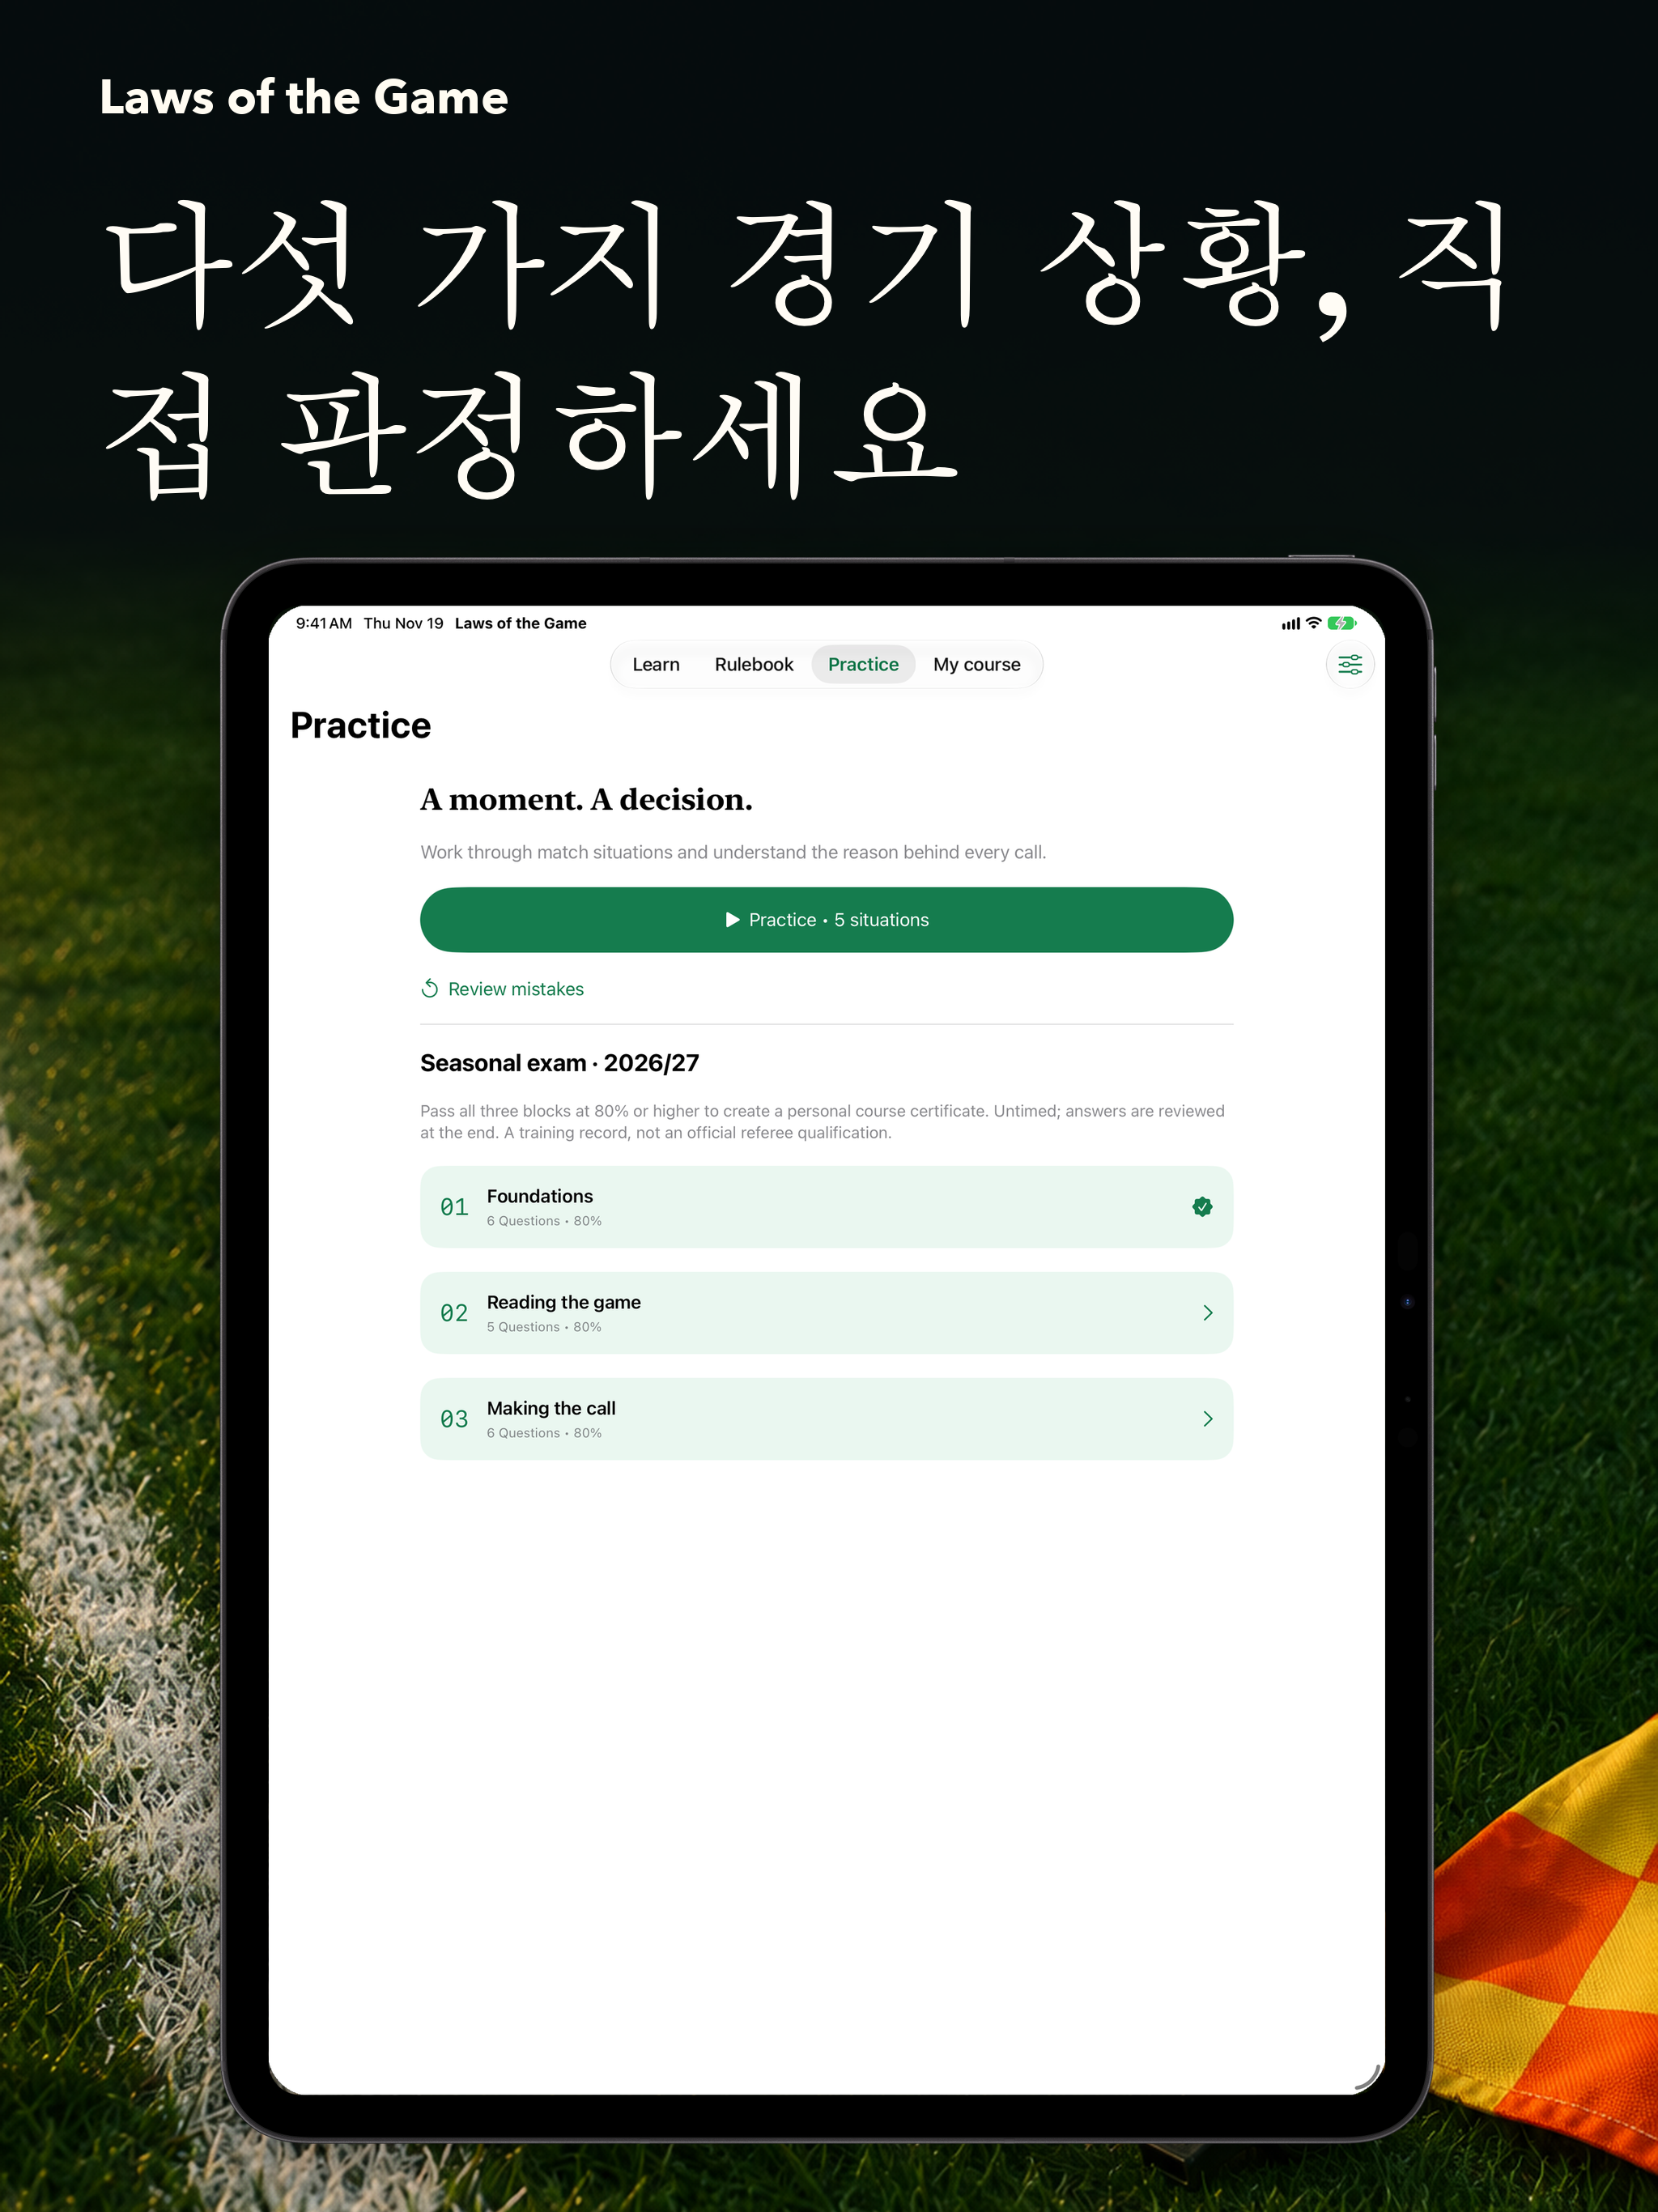 Laws of the Game
다섯 가지 경기 상황, 직
접 판정하세요
9:41 AM Thu Nov 19 Laws of the Game
Learn Rulebook Practice My course
Practice
A moment. A decision.
Work through match situations and understand the reason behind every call.
Practice • 5 situations
Review mistakes
Seasonal exam · 2026/27
Pass all three blocks at 80% or higher to create a personal course certificate. Untimed; answers are reviewed
at the end. A training record, not an official referee qualification.
01 Foundations
6 Questions • 80%
02 Reading the game
5 Questions • 80%
03 Making the call
6 Questions • 80%